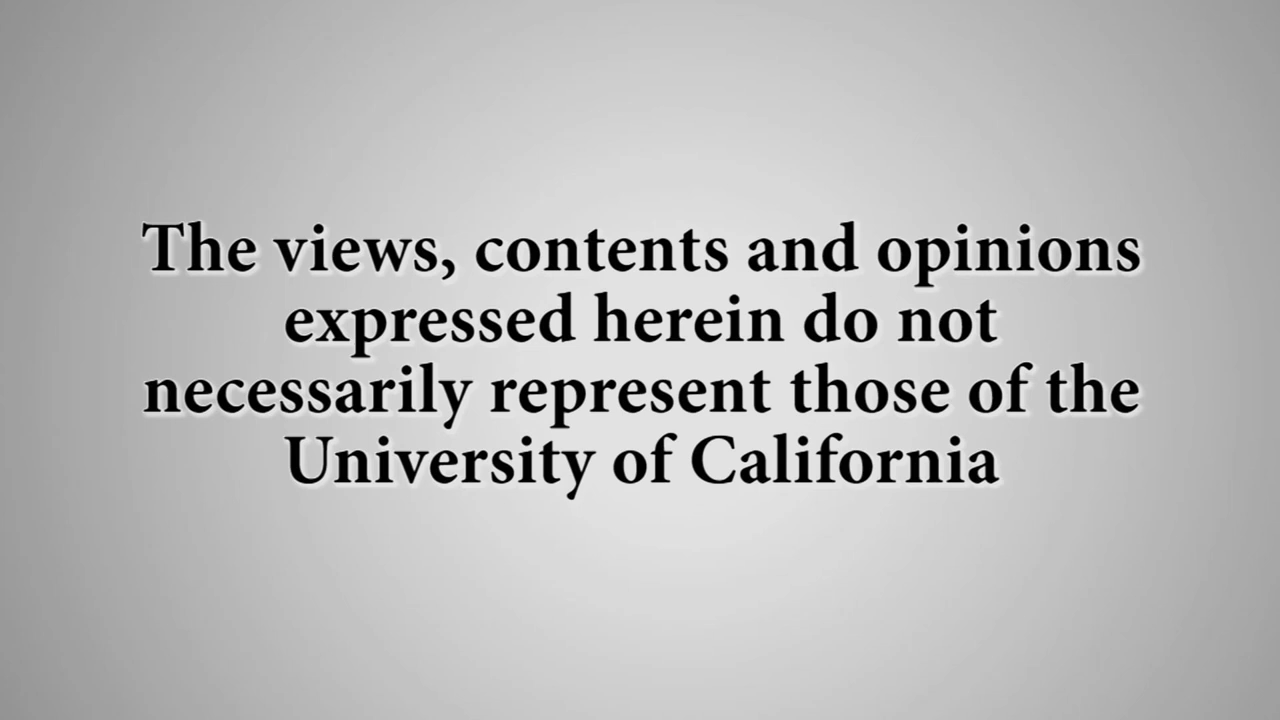 The views, contents and opinions
expressed herein do not
necessarily represent those of the
University of California